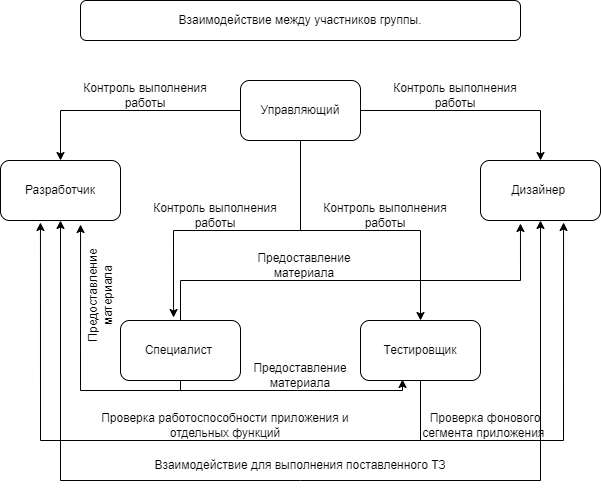 Взаимодействие между участников группы.
Контроль выполнения
работы
Управляющий
Контроль выполнения
работы
Разработчик
Дизайнер
Контроль выполнения
работы
Контроль выполнения
работы
Предоставление
материала
Предоставление
материала
Специалист
Тестировщик
Предоставление
материала
Проверка работоспособности приложения и
отдельных функций
Проверка фонового
сегмента приложения
Взаимодействие для выполнения поставленного ТЗ